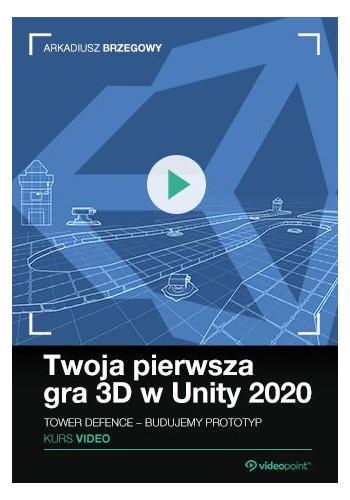 ARKADIUSZ BRZEGOWY
Twoja pierwsza
gra 3D w Unity 2020
TOWER DEFENCE – BUDUJEMY PROTOTYP
KURS VIDEO
videopoint